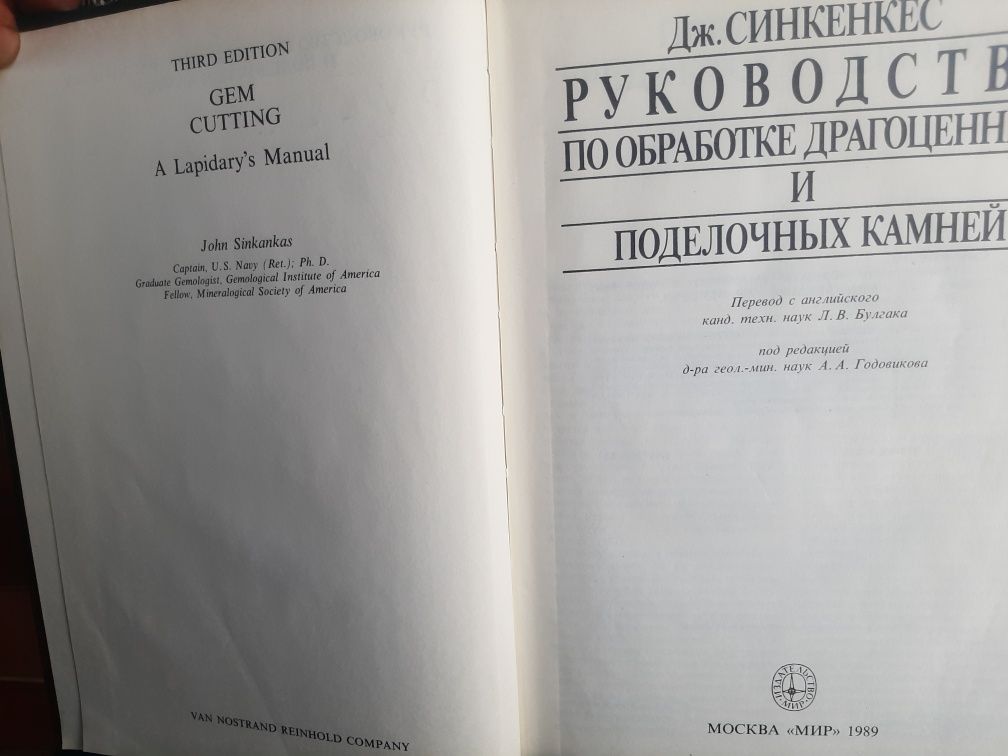 THIRD EDITION
GEM
CUTTING
A Lapidary's Manual
John Sinkankas
Captain, U.S. Navy (Ret.); Ph. D.
Graduate Gemologist, Gemological Institute of America
Fellow, Mineralogical Society of America
VAN NOSTRAND REINHOLD COMPANY
Дж. СИНКЕНКЕС
РУКОВОДСТВ
ПО ОБРАБОТКЕ ДРАГОЦЕНН
И
ПОДЕЛОЧНЫХ КАМНЕЙ
Перевод с английского
канд. техн. наук Л. В. Булгака
под редакцией
д-ра геол.-мин. наук А. А. Годовикова
ИЗДАТЕЛЬСТВО
МИР
МОСКВА «МИР» 1989